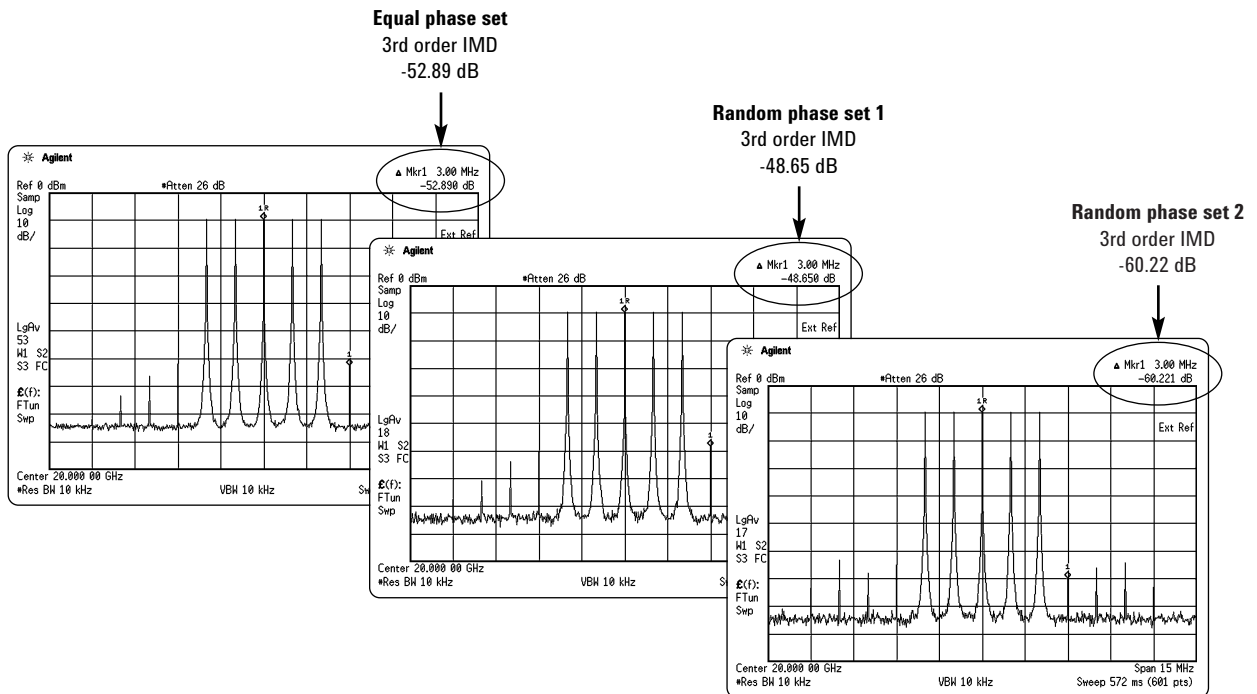 Equal phase set
3rd order IMD
-52.89 dB
Random phase set 1
3rd order IMD
-48.65 dB
Random phase set 2
3rd order IMD
-60.22 dB
Agilent
Δ Mkr1 3.00 MHz
-52.890 dB
Ref 0 dBm
*Atten 26 dB
Samp
Log
10
dB/
1R
Ext Ref
LgAv
53
W1 S2
S3 FC
1
£(f):
FTun
Swp
Center 20.000 00 GHz
*Res BW 10 kHz
VBW 10 kHz
Agilent
Δ Mkr1 3.00 MHz
-48.650 dB
Ref 0 dBm
*Atten 26 dB
Samp
Log
10
dB/
1R
Ext Ref
LgAv
18
W1 S2
S3 FC
1
£(f):
FTun
Swp
Center 20.000 00 GHz
*Res BW 10 kHz
VBW 10 kHz
Agilent
Δ Mkr1 3.00 MHz
-60.221 dB
Ref 0 dBm
*Atten 26 dB
Samp
Log
10
dB/
1R
Ext Ref
LgAv
17
W1 S2
S3 FC
1
£(f):
FTun
Swp
Center 20.000 00 GHz
Span 15 MHz
*Res BW 10 kHz
VBW 10 kHz
Sweep 572 ms (601 pts)